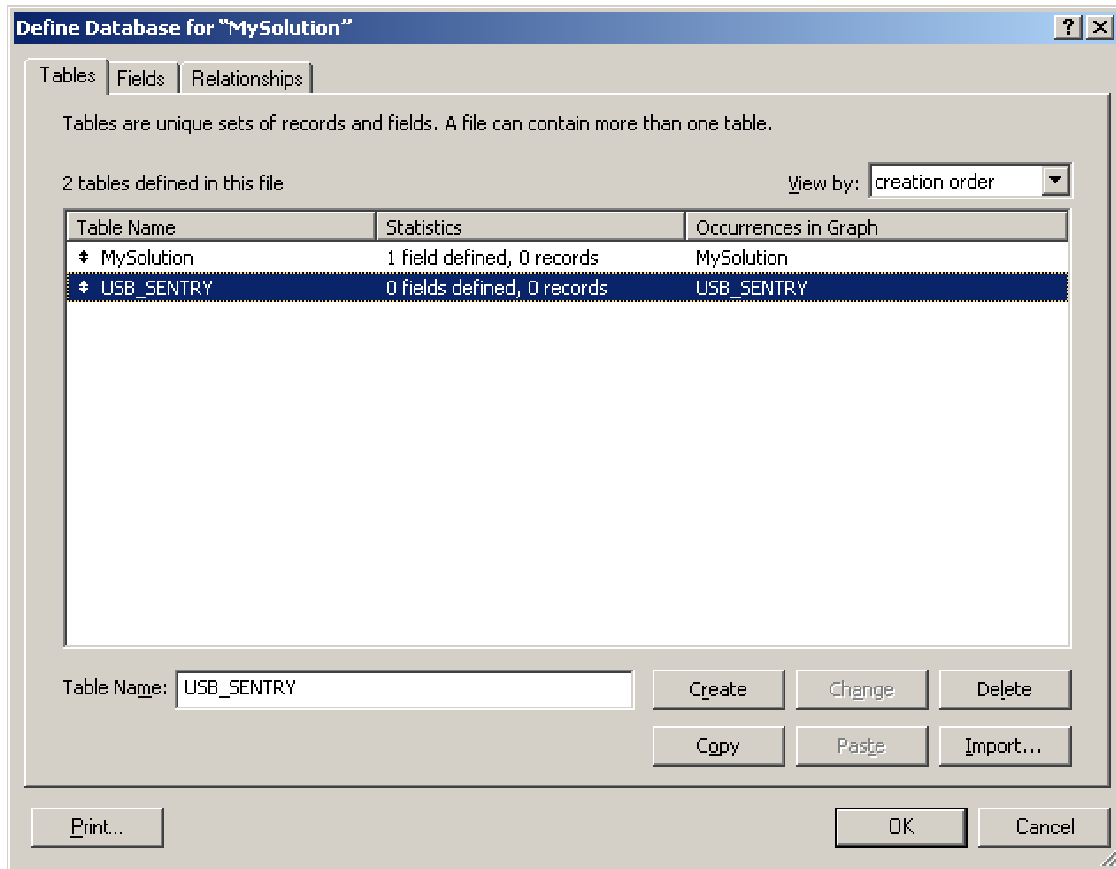 Define Database for “MySolution”
Tables Fields Relationships
Tables are unique sets of records and fields. A file can contain more than one table.
2 tables defined in this file View by: creation order
Table Name Statistics Occurrences in Graph
MySolution 1 field defined, 0 records MySolution
USB_SENTRY 0 fields defined, 0 records USB_SENTRY
Table Name: USB_SENTRY Create Change Delete
Copy Paste Import...
Print... OK Cancel